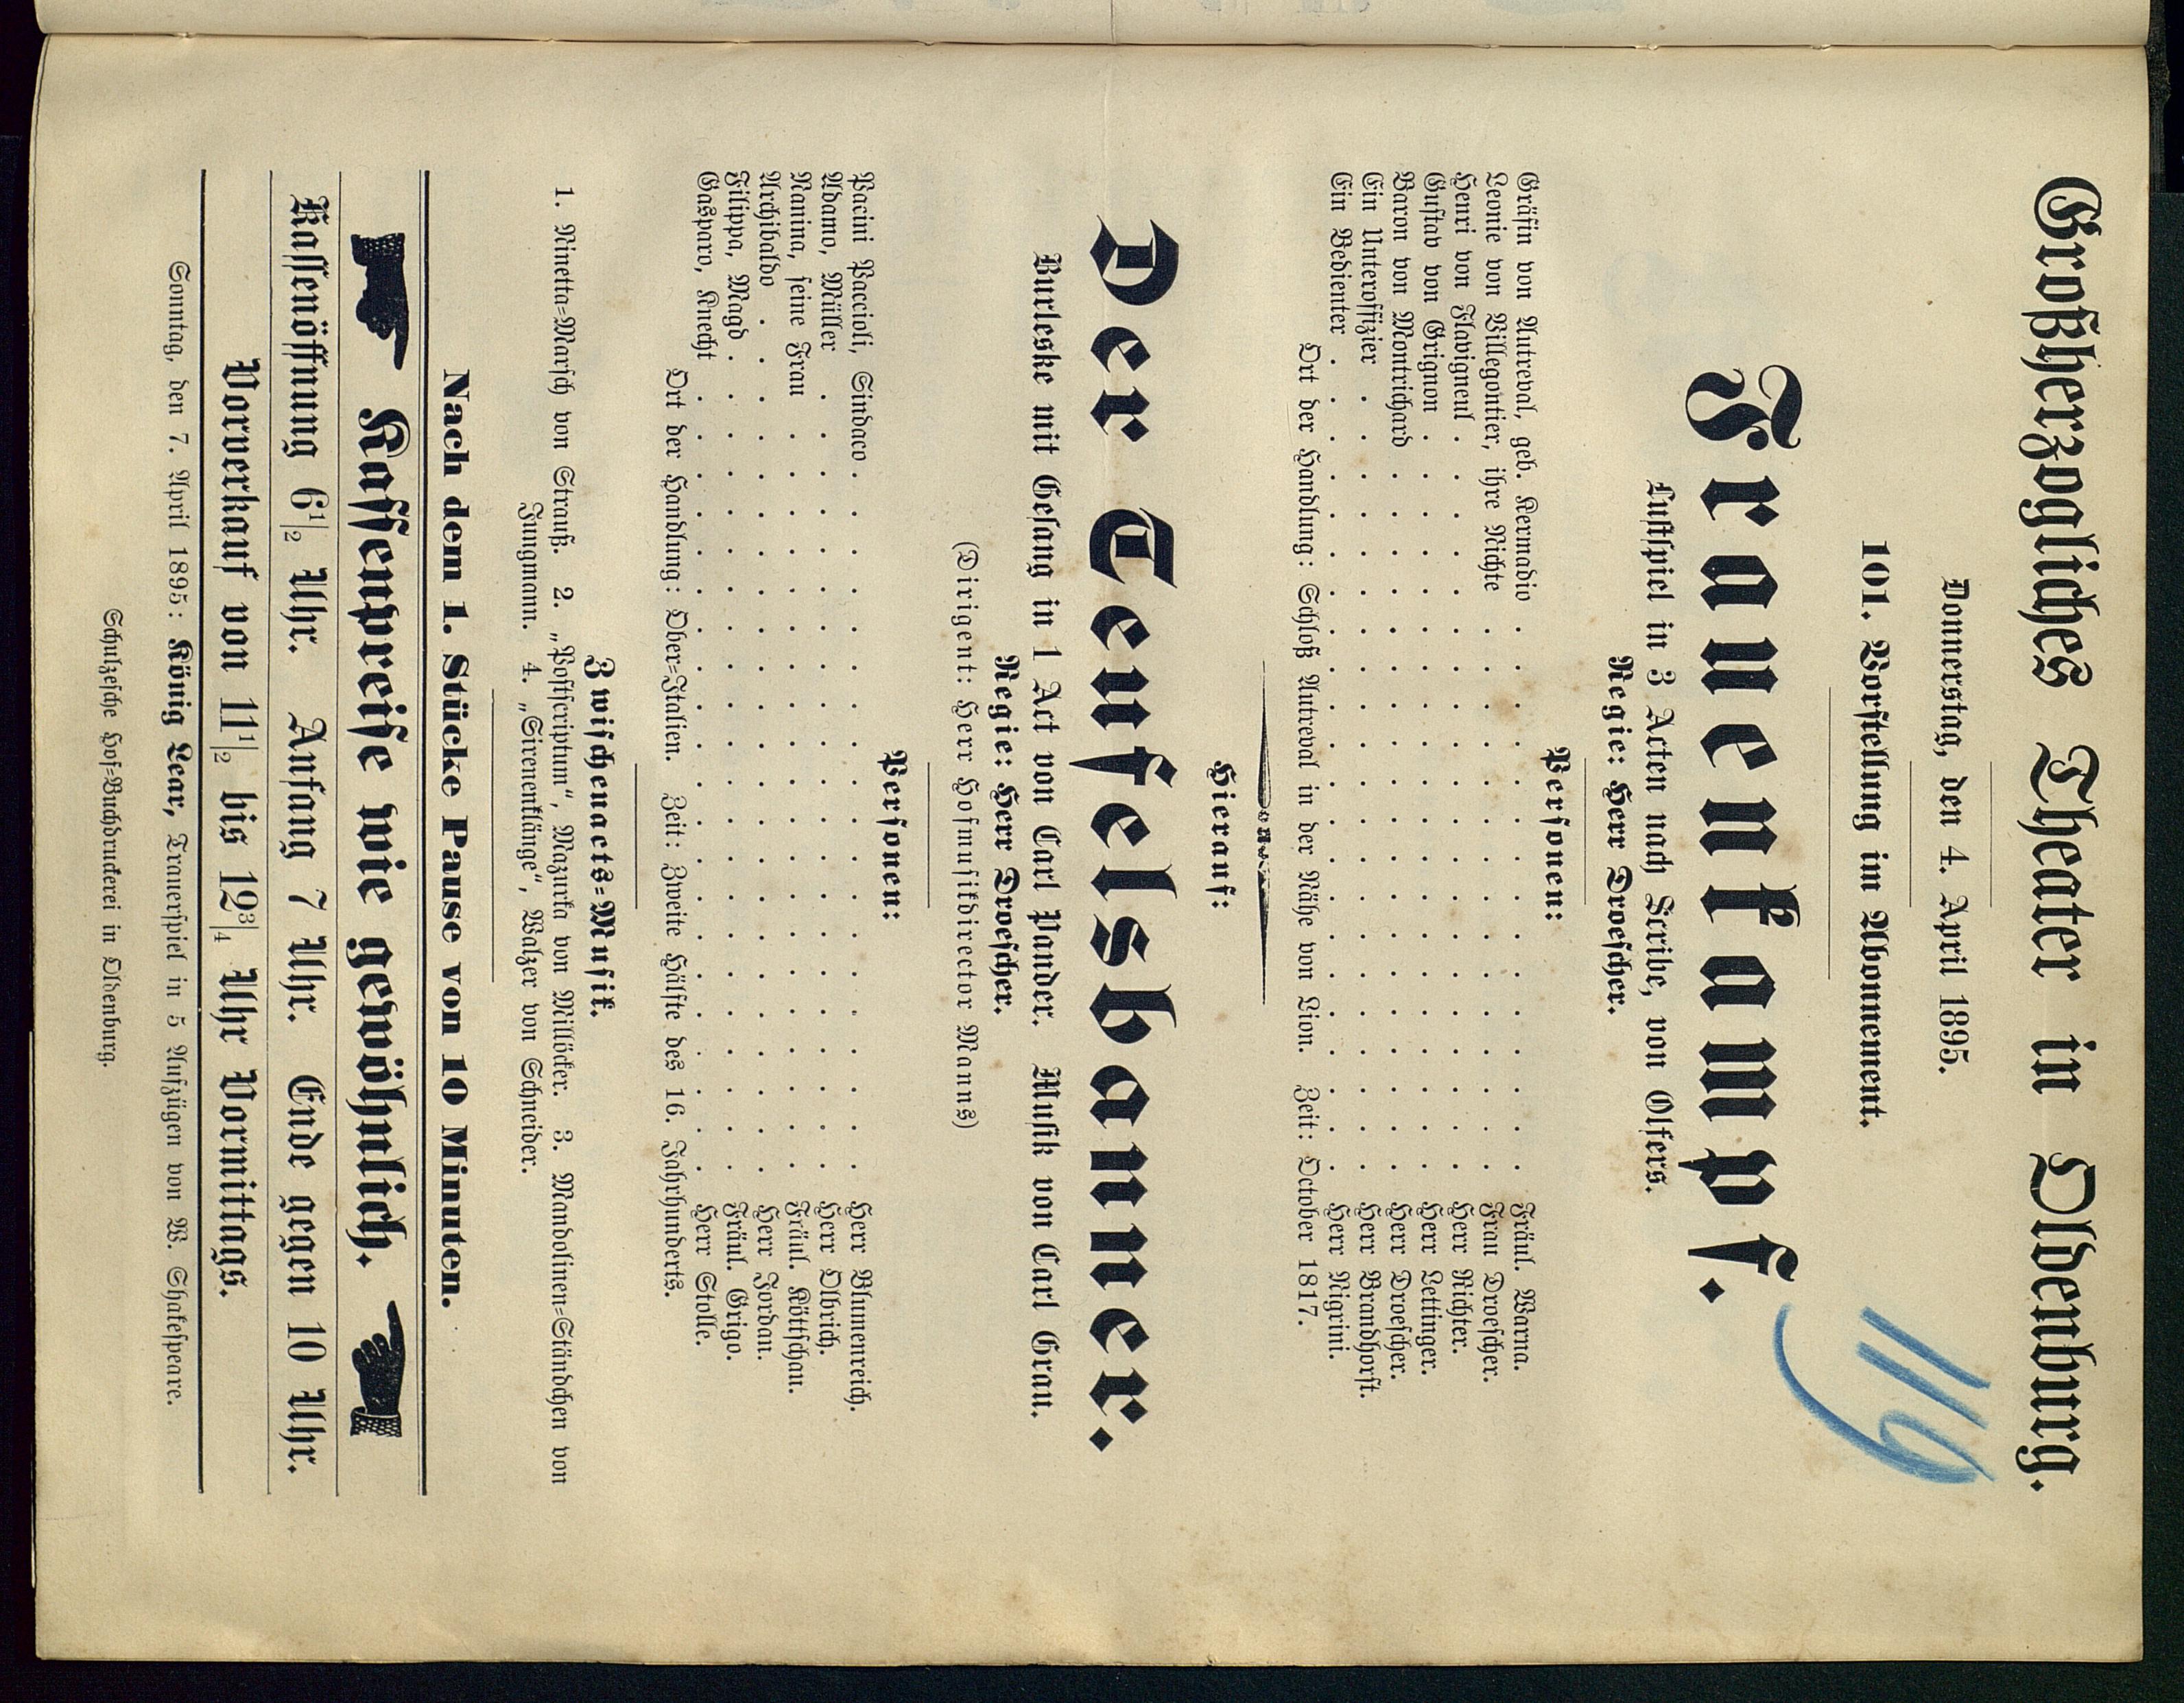 Großherzogliches Theater in Oldenburg.
Donnerstag, den 4. April 1895.
119
101. Vorstellung im Abonnement.
Frauenkampf.
Lustspiel in 3 Acten nach Scribe, von Olfers.
Regie: Herr Droescher.
Personen:
Gräfin von Autreval, geb. Kermadio . . . . . . . . . . . . . . . Fräul. Warna.
Leonie von Villegontier, ihre Nichte . . . . . . . . . . . . . . . Frau Droescher.
Henri von Flavigneul . . . . . . . . . . . . . . . . . . . . Herr Richter.
Gustav von Grignon . . . . . . . . . . . . . . . . . . . . Herr Lettinger.
Baron von Montrichard . . . . . . . . . . . . . . . . . . . Herr Droescher.
Ein Unteroffizier . . . . . . . . . . . . . . . . . . . . . Herr Brandhorst.
Ein Bedienter . . . . . . . . . . . . . . . . . . . . . . Herr Nigrini.
Ort der Handlung: Schloß Autreval in der Nähe von Lion. Zeit: October 1817.
Hierauf:
Der Teufelsbanner.
Burleske mit Gesang in 1 Act von Carl Pander. Musik von Carl Grau.
Regie: Herr Droescher.
(Dirigent: Herr Hofmusikdirector Manns)
Personen:
Pacini Paccioli, Sindaco . . . . . . . . . . . . . . . . . . . Herr Blumenreich.
Adamo, Müller . . . . . . . . . . . . . . . . . . . . . Herr Olbrich.
Nanina, seine Frau . . . . . . . . . . . . . . . . . . . . Fräul. Köttschau.
Archibaldo . . . . . . . . . . . . . . . . . . . . . . . Herr Jordan.
Filippa, Magd . . . . . . . . . . . . . . . . . . . . . . Fräul. Grigo.
Gasparo, Knecht . . . . . . . . . . . . . . . . . . . . . Herr Stolle.
Ort der Handlung: Ober-Italien. Zeit: Zweite Hälfte des 16. Jahrhunderts.
Zwischenacts-Musik.
1. Ninetta-Marsch von Strauß. 2. „Postscriptum“, Mazurka von Millöcker. 3. Mandolinen-Ständchen von
Jungmann. 4. „Sirenenklänge“, Walzer von Schneider.
Nach dem 1. Stücke Pause von 10 Minuten.
Kassenpreise wie gewöhnlich.
Kassenöffnung 6 1/2 Uhr. Anfang 7 Uhr. Ende gegen 10 Uhr.
Vorverkauf von 11 1/2 bis 12 3/4 Uhr Vormittags.
Sonntag, den 7. April 1895: König Lear, Trauerspiel in 5 Aufzügen von W. Shakespeare.
Schulzesche Hof-Buchdruckerei in Oldenburg.